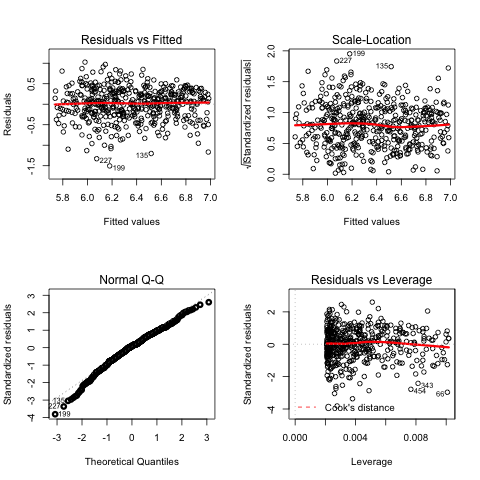 Residuals vs Fitted
Residuals
0.5
-0.5
-1.5
227
199
135
5.8 6.0 6.2 6.4 6.6 6.8 7.0
Fitted values
Scale-Location
√|Standardized residuals|
2.0
1.5
1.0
0.5
0.0
199
227
135
5.8 6.0 6.2 6.4 6.6 6.8 7.0
Fitted values
Normal Q-Q
Standardized residuals
3
2
1
0
-1
-2
-3
-4
135
227
199
-3 -2 -1 0 1 2 3
Theoretical Quantiles
Residuals vs Leverage
Standardized residuals
2
0
-2
-4
343
454
66
Cook's distance
0.000 0.004 0.008
Leverage